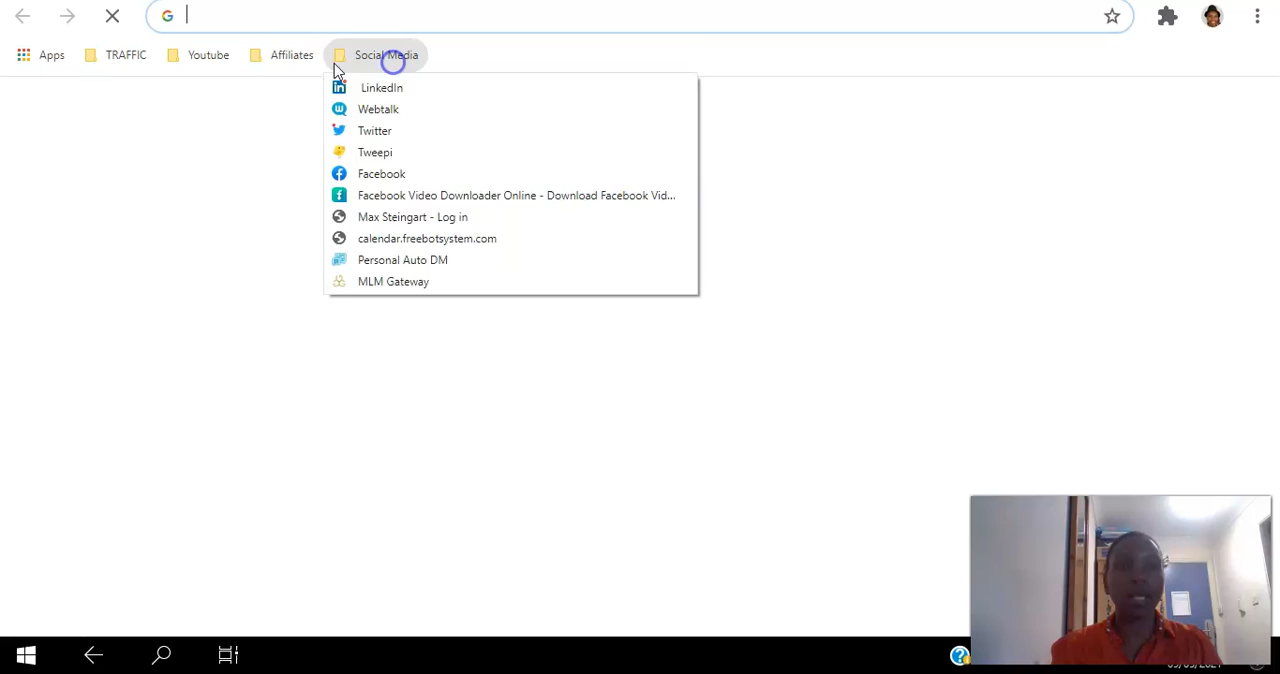 Apps TRAFFIC Youtube Affiliates Social Media
LinkedIn
Webtalk
Twitter
Tweepi
Facebook
Facebook Video Downloader Online - Download Facebook Vid...
Max Steingart - Log in
calendar.freebotsystem.com
Personal Auto DM
MLM Gateway